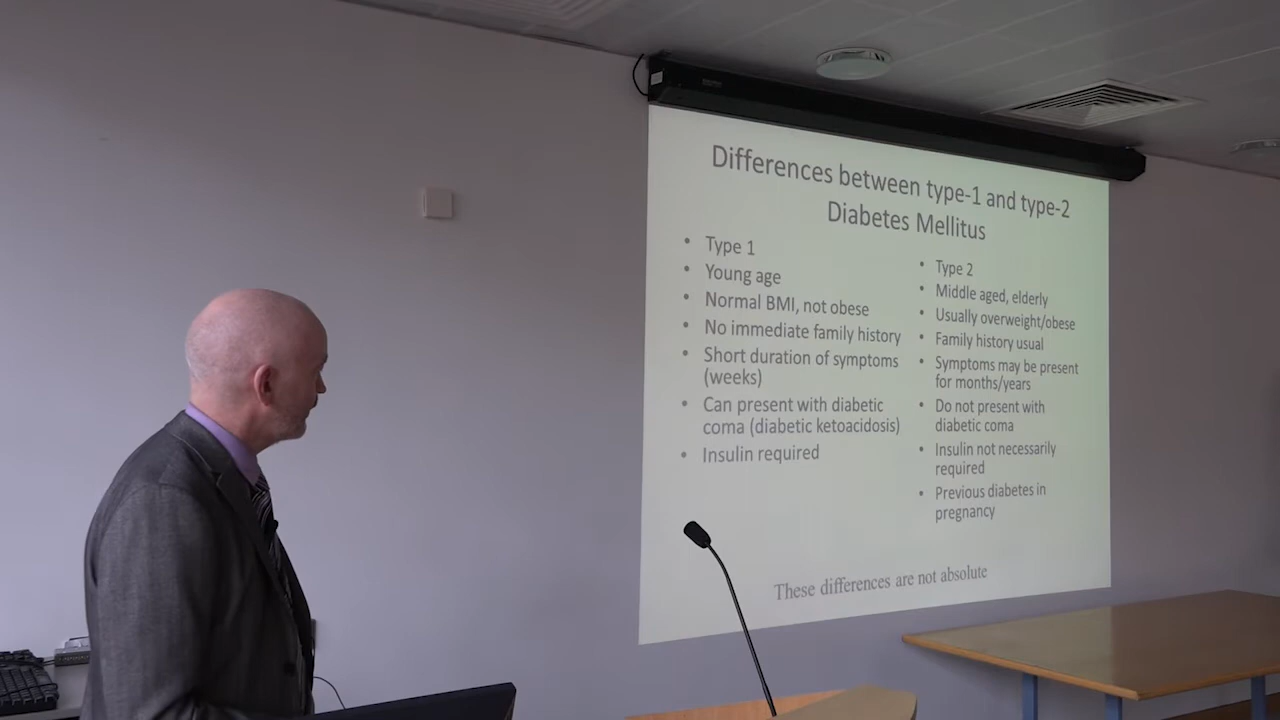 Differences between type-1 and type-2
Diabetes Mellitus
• Type 1
• Young age
• Normal BMI, not obese
• No immediate family history
• Short duration of symptoms
(weeks)
• Can present with diabetic
coma (diabetic ketoacidosis)
• Insulin required
• Type 2
• Middle aged, elderly
• Usually overweight/obese
• Family history usual
• Symptoms may be present
for months/years
• Do not present with
diabetic coma
• Insulin not necessarily
required
• Previous diabetes in
pregnancy
These differences are not absolute